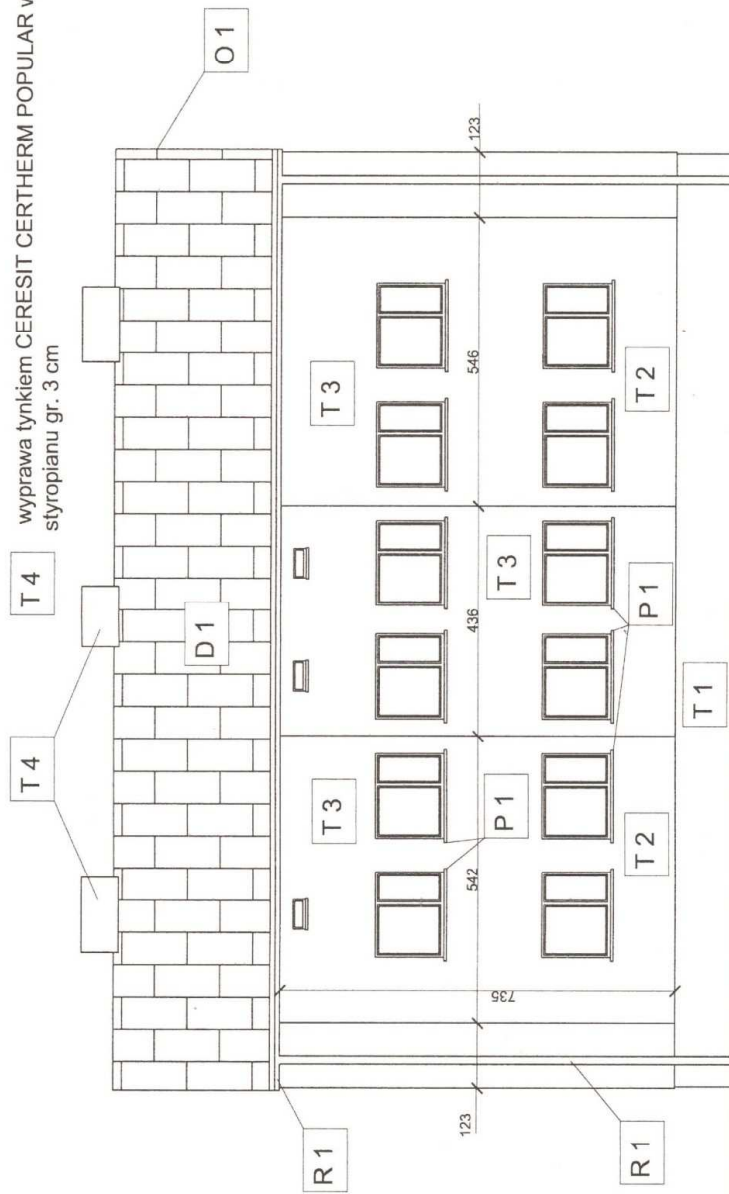 T 4
wyprawa tynkiem CERESIT CERTHERM POPULAR
styropianu gr. 3 cm
T 4
O 1
D 1
123
T 3
T 3
546
R 1
436
T 3
P 1
542
T 2
P 1
735
T 2
123
R 1
T 1